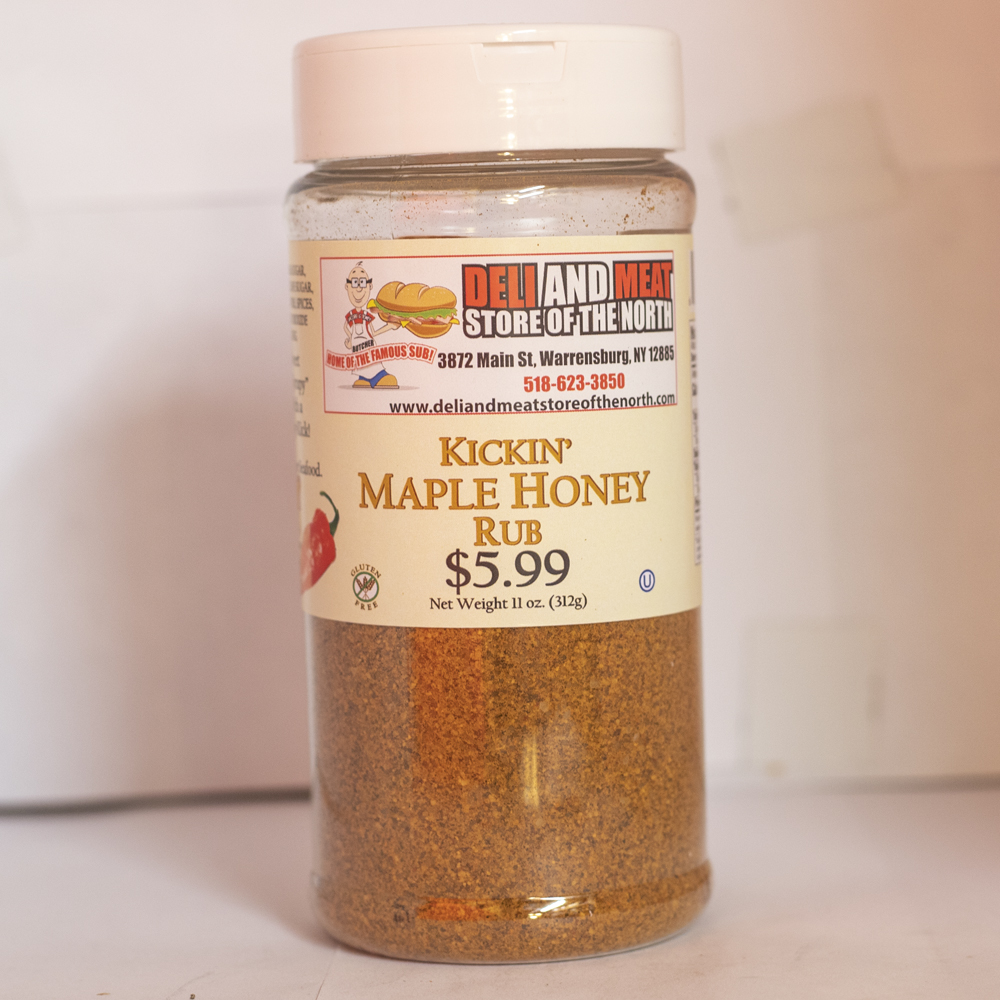 DELI AND MEAT
STORE OF THE NORTH
BUTCHER
HOME OF THE FAMOUS SUB!
3872 Main St, Warrensburg, NY 12885
518-623-3850
www.deliandmeatstoreofthenorth.com
KICKIN'
MAPLE HONEY
RUB
$5.99
Net Weight 11 oz. (312g)
GLUTEN
FREE
U